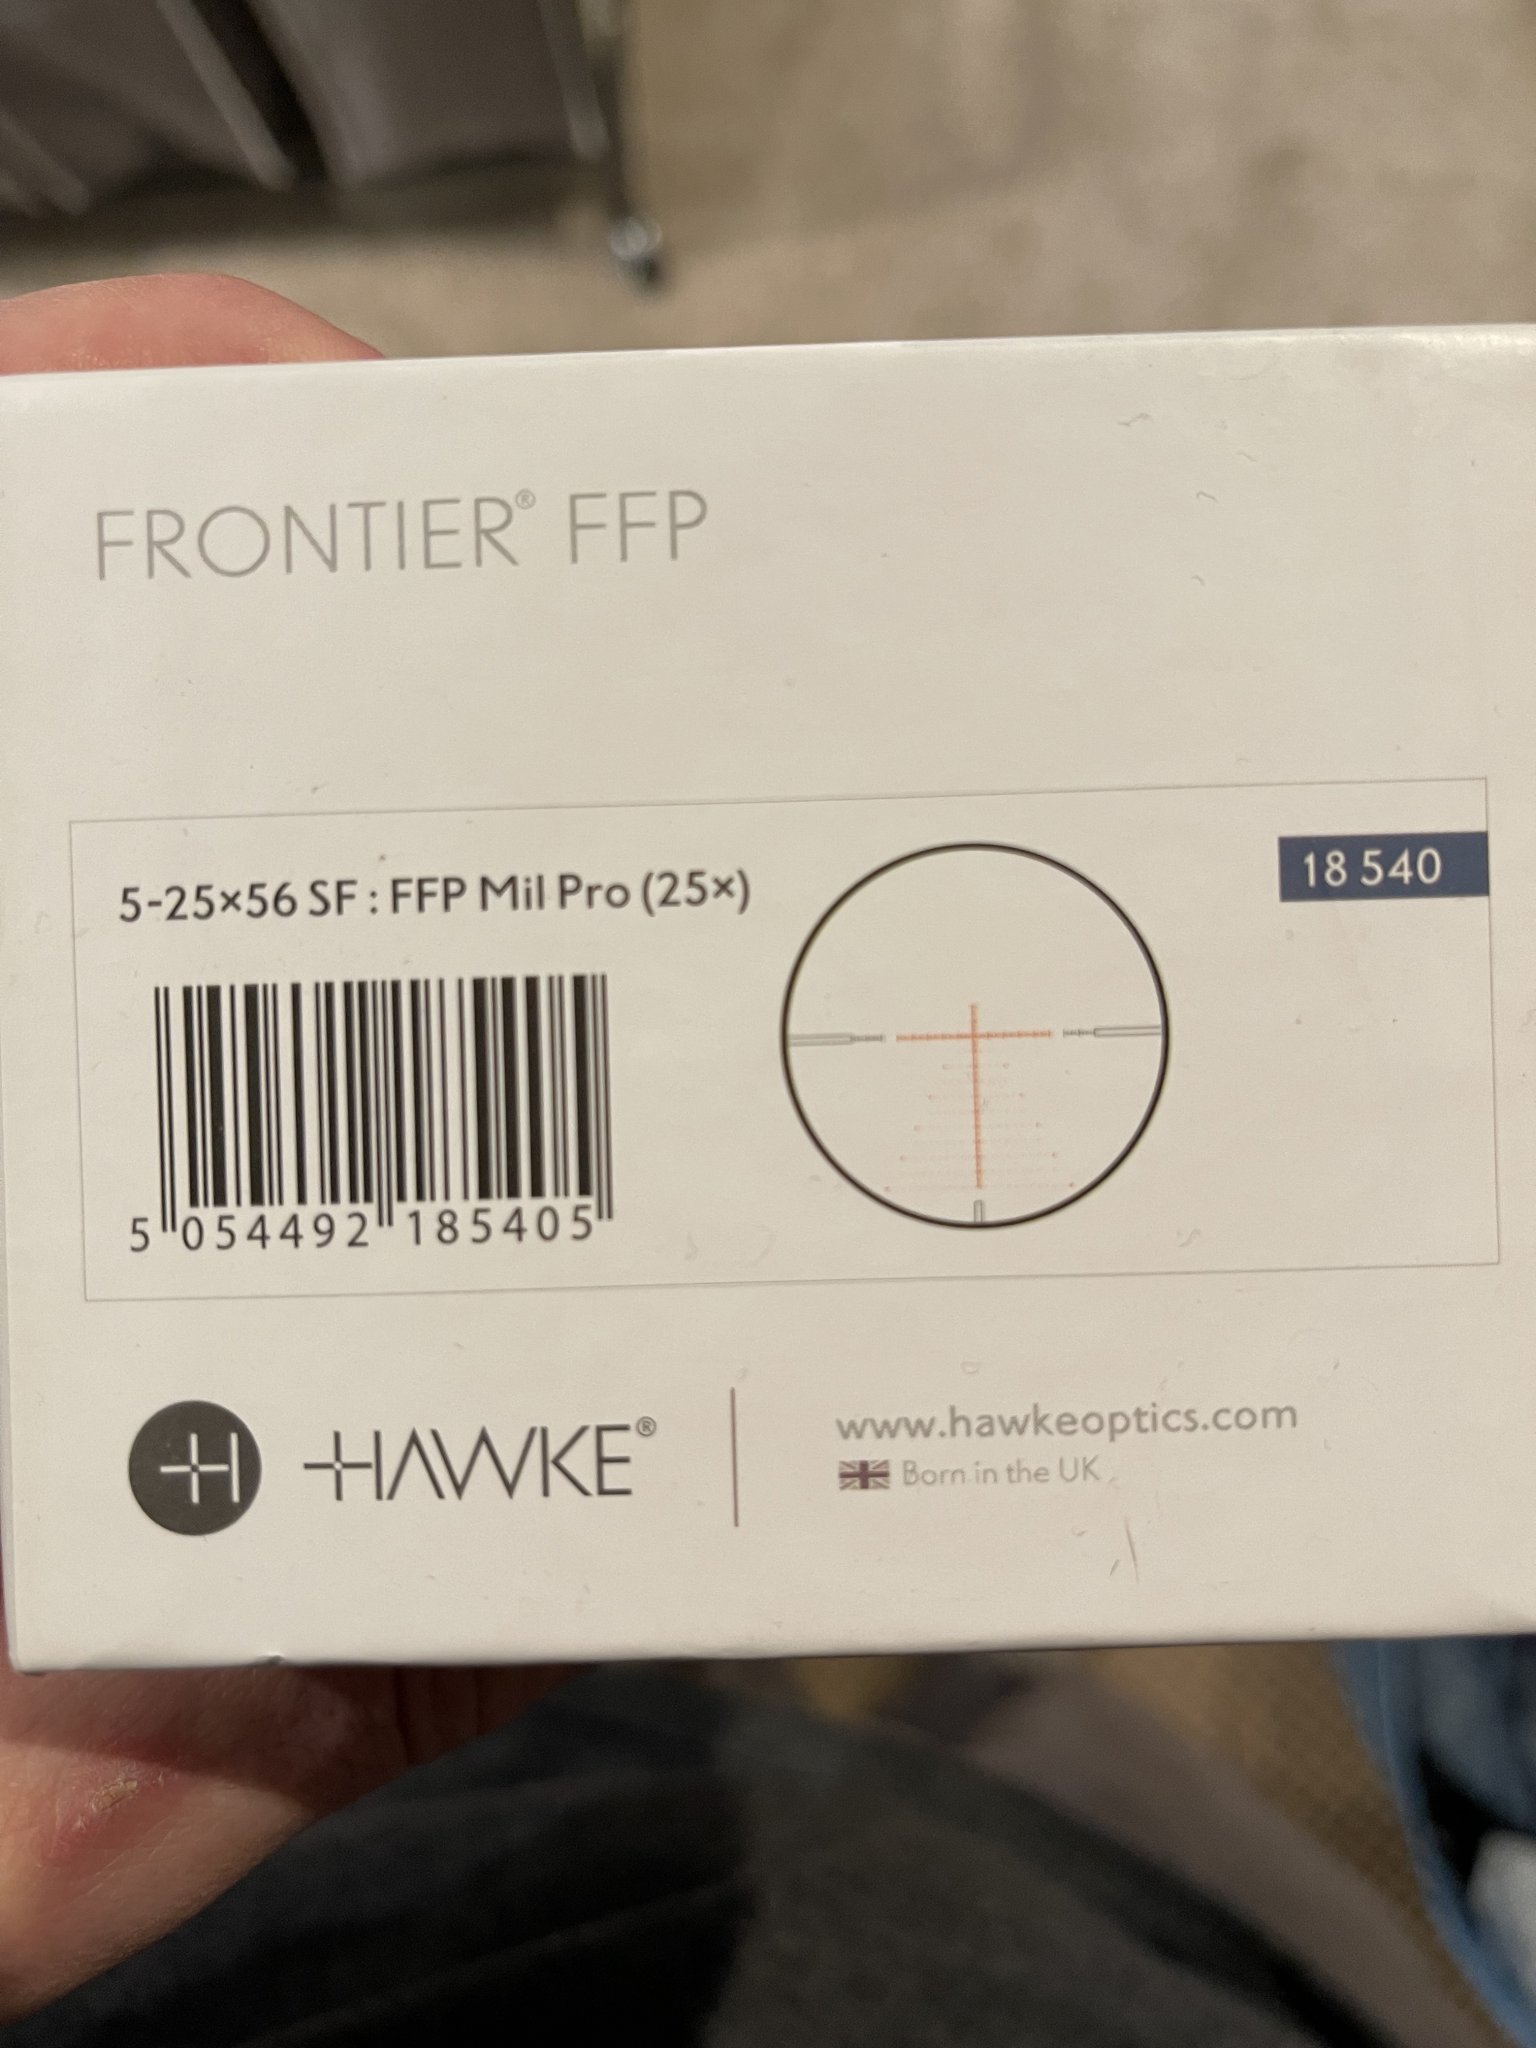 FRONTIER® FFP
5-25×56 SF : FFP Mil Pro (25×)
18 540
5 054492 185405
HAWKE®
www.hawkeoptics.com
Born in the UK